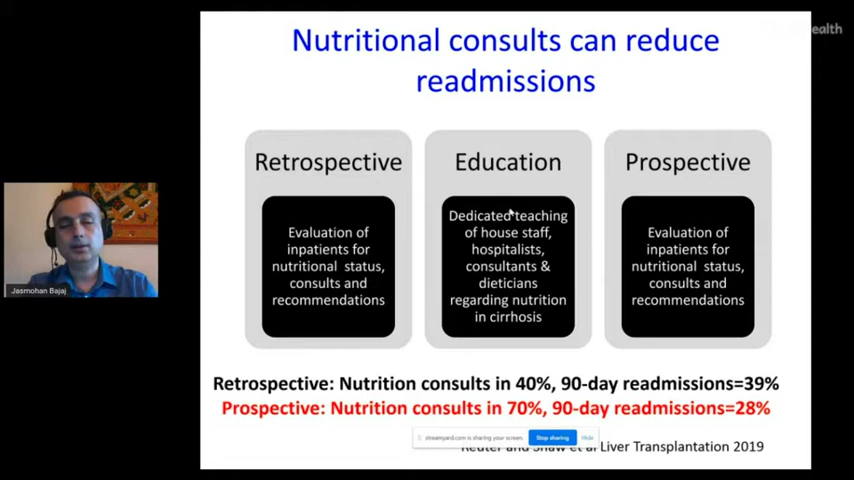 Nutritional consults can reduce
readmissions
Retrospective
Evaluation of
inpatients for
nutritional status,
consults and
recommendations
Education
Dedicated teaching
of house staff,
hospitalists,
consultants &
dieticians
regarding nutrition
in cirrhosis
Prospective
Evaluation of
inpatients for
nutritional status,
consults and
recommendations
Retrospective: Nutrition consults in 40%, 90-day readmissions=39%
Prospective: Nutrition consults in 70%, 90-day readmissions=28%
streamyard.com is sharing your screen.
Stop sharing
Hide
Reuter and Shaw et al Liver Transplantation 2019
Jasmohan Bajaj